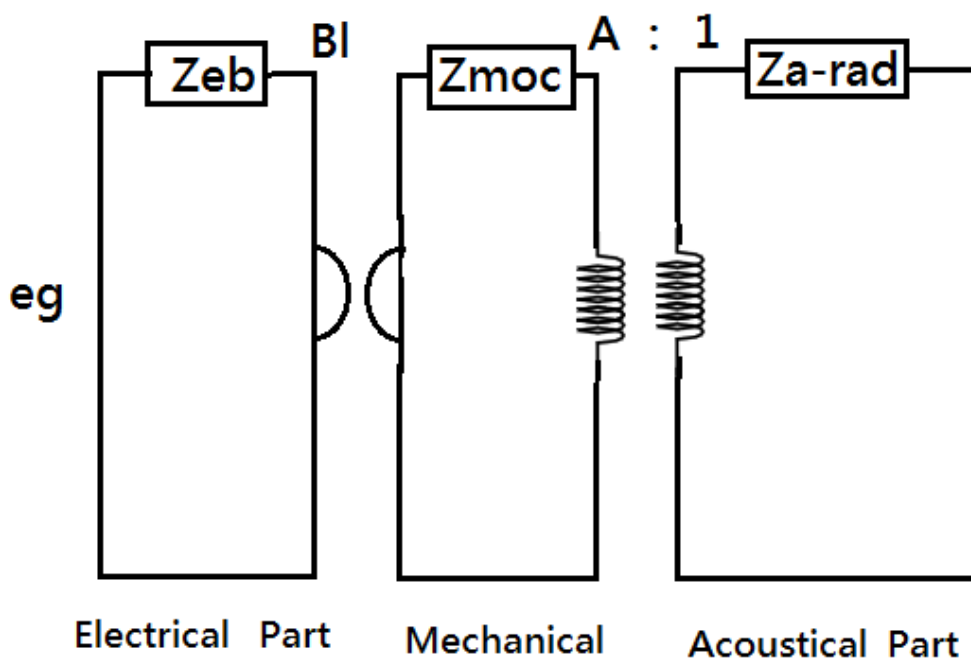 Bl
A : 1
Zeb
Zmoc
Za-rad
eg
Electrical Part
Mechanical
Acoustical Part